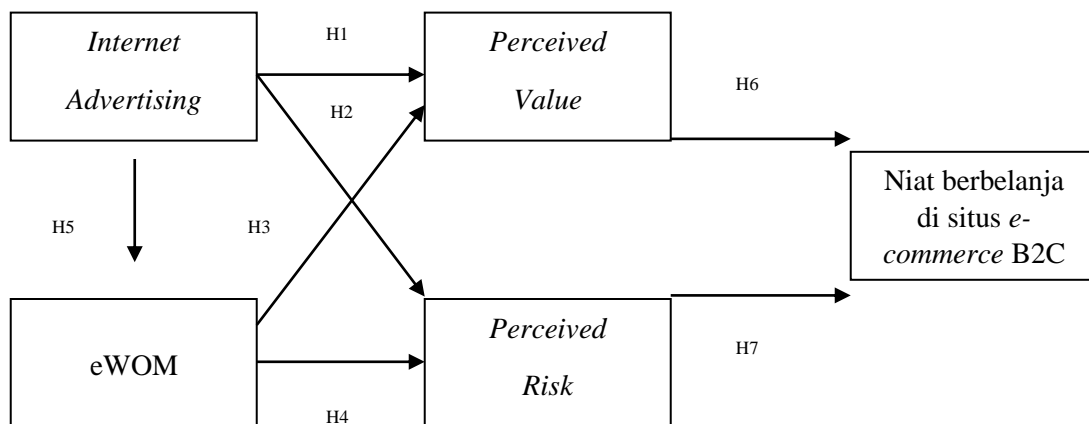 Internet
Advertising
H1
Perceived
Value
H2
H6
Niat berbelanja
di situs e-
commerce B2C
H5
H3
eWOM
Perceived
Risk
H4
H7